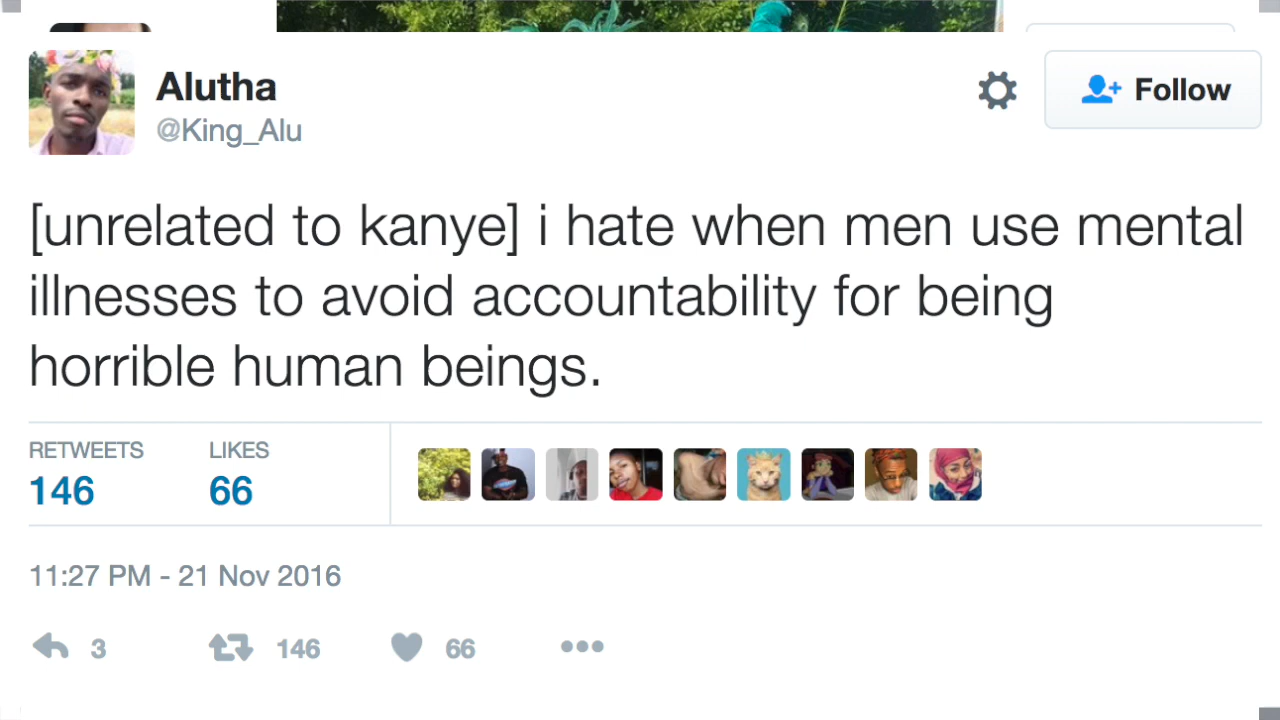 Alutha
@King_Alu
Follow
[unrelated to kanye] i hate when men use mental
illnesses to avoid accountability for being
horrible human beings.
RETWEETS LIKES
146 66
11:27 PM - 21 Nov 2016
3 146 66